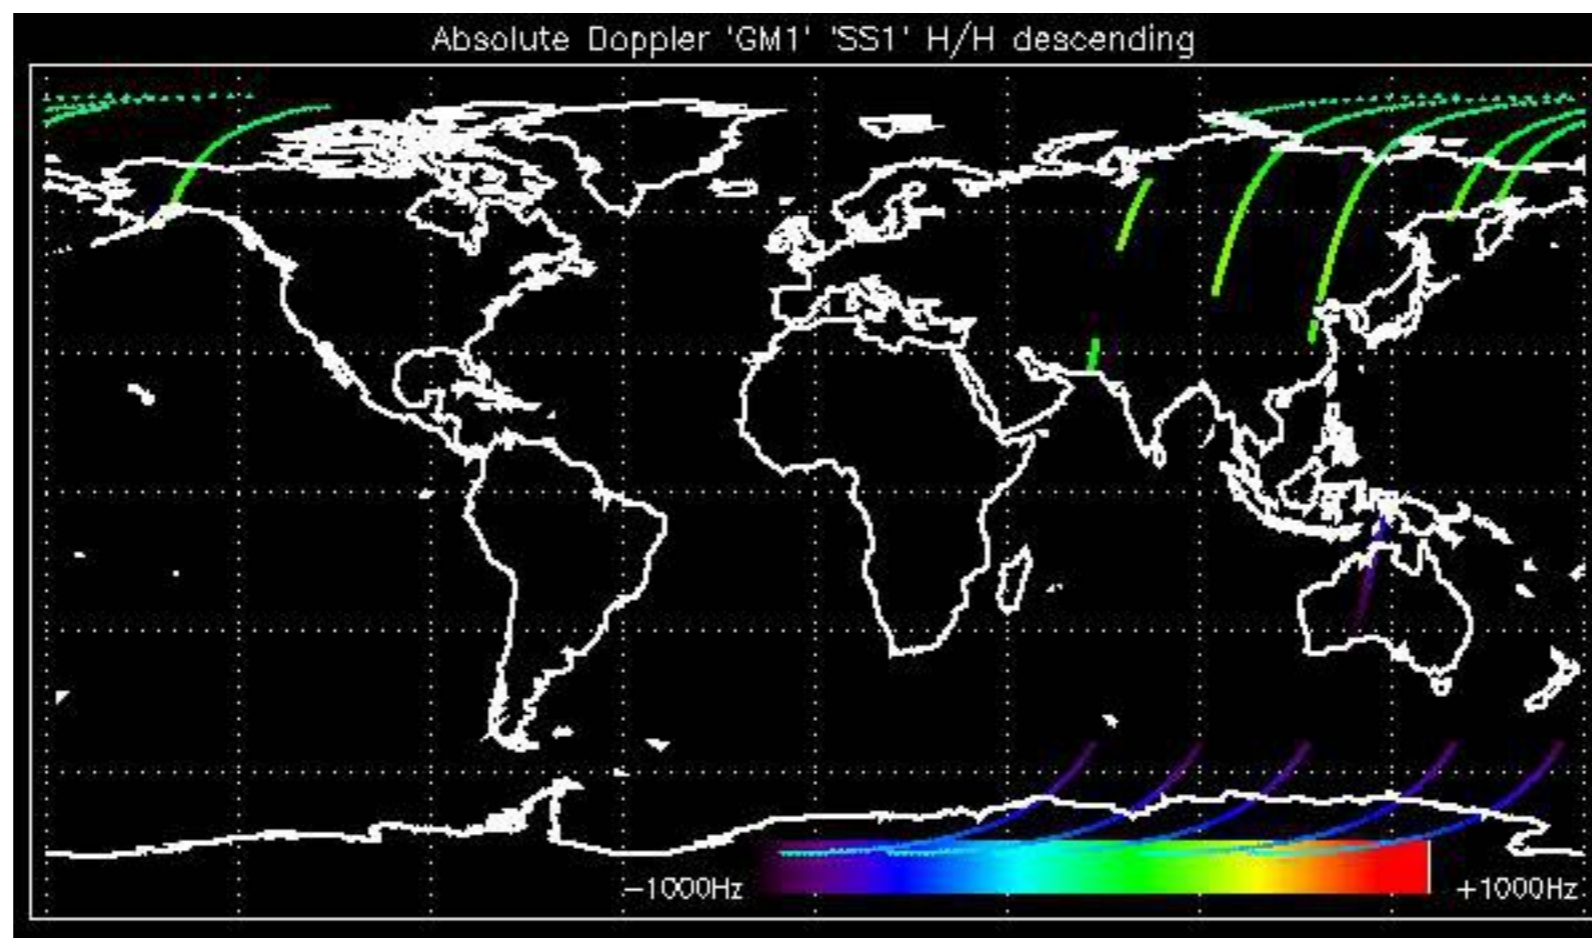 Absolute Doppler 'GM1' 'SS1' H/H descending
-1000Hz +1000Hz